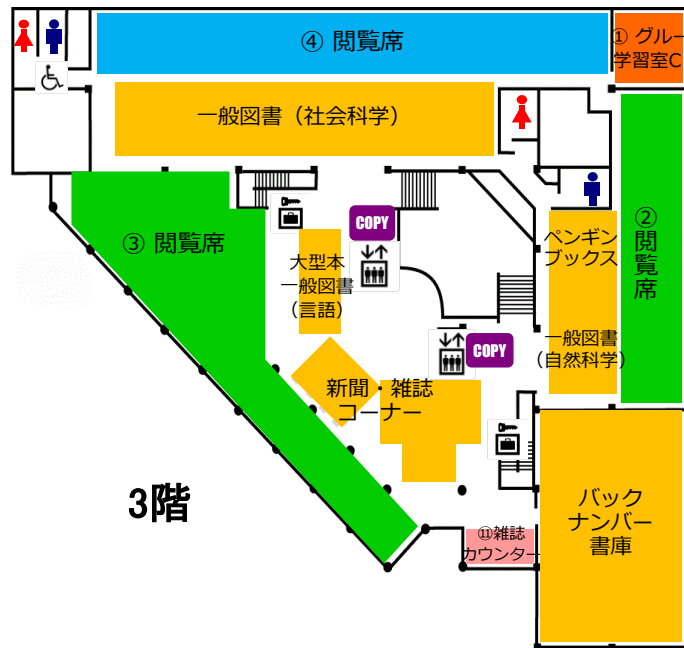 ④ 閲覧席
① グルー
学習室C
一般図書（社会科学）
② 閲覧席
③ 閲覧席
COPY
ペンギン
ブックス
大型本
一般図書
（言語）
一般図書
（自然科学）
COPY
新聞・雑誌
コーナー
3階
バック
ナンバー
書庫
⑪雑誌
カウンター